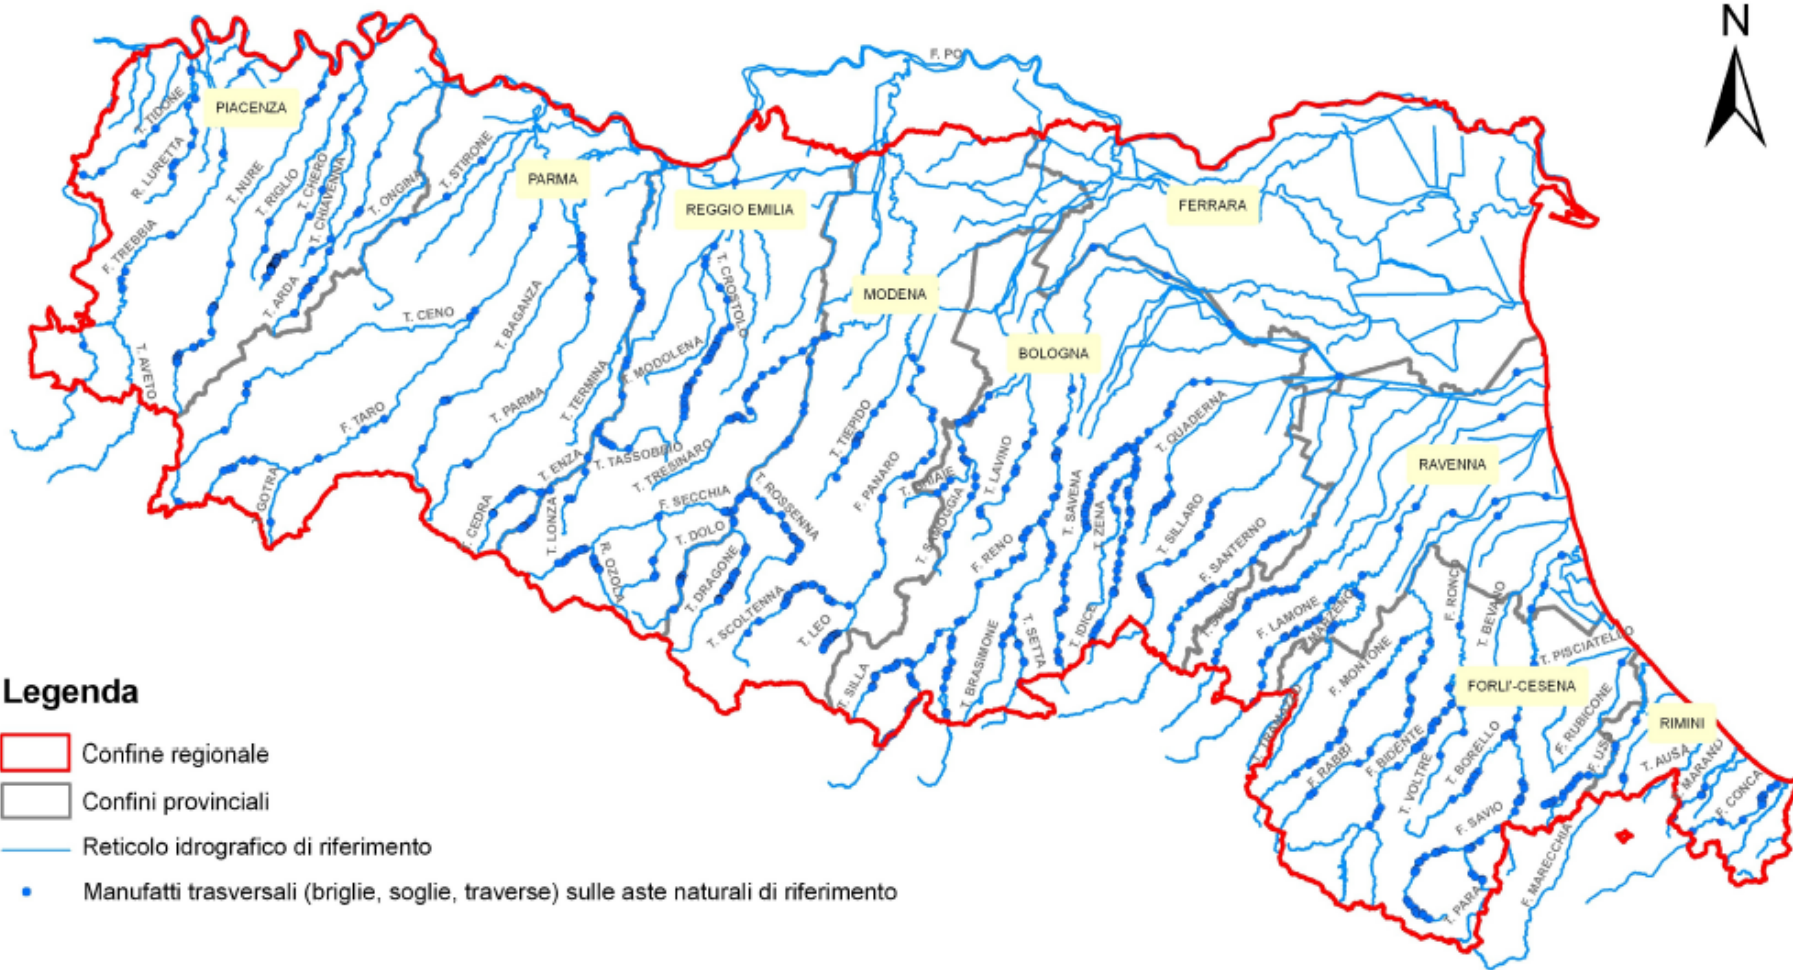 N
F. PO
PIACENZA
T. TIDONE
R. LURETTA
F. TREBBIA
T. NURE
T. RIGLIO
T. CHERO
T. CHIAVENNA
T. ONGINA
T. STIRONE
T. ARDA
T. AVETO
PARMA
T. CENO
T. BAGANZA
F. TARO
T. PARMA
T. TERMINA
T. GOTRA
REGGIO EMILIA
T. CROSTOLO
T. MODOLENA
T. TASSOBBIO
T. TRESINARO
T. ENZA
T. CEDRA
T. LONZA
F. SECCHIA
T. DOLO
R. OZOLA
T. DRAGONE
T. ROSSENNA
MODENA
T. TIEPIDO
F. PANARO
T. GHIAIE
T. SAMOGGIA
T. SCOLTENNA
T. LEO
FERRARA
BOLOGNA
T. LAVINO
T. SAVENA
T. ZENA
T. QUADERNA
T. SILLARO
F. SANTERNO
F. RENO
T. SETTA
T. IDICE
T. BRASIMONE
T. SILLA
RAVENNA
T. SENIO
F. LAMONE
T. MARZENO
F. MONTONE
F. RONCO
T. BEVANO
T. PISCIATELLO
FORLI'-CESENA
F. RABBI
F. BIDENTE
T. VOLTRE
T. BORELLO
F. RUBICONE
F. USO
F. SAVIO
T. PARA
F. MARECCHIA
RIMINI
T. AUSA
T. MARANO
F. CONCA
Legenda
Confine regionale
Confini provinciali
Reticolo idrografico di riferimento
Manufatti trasversali (briglie, soglie, traverse) sulle aste naturali di riferimento